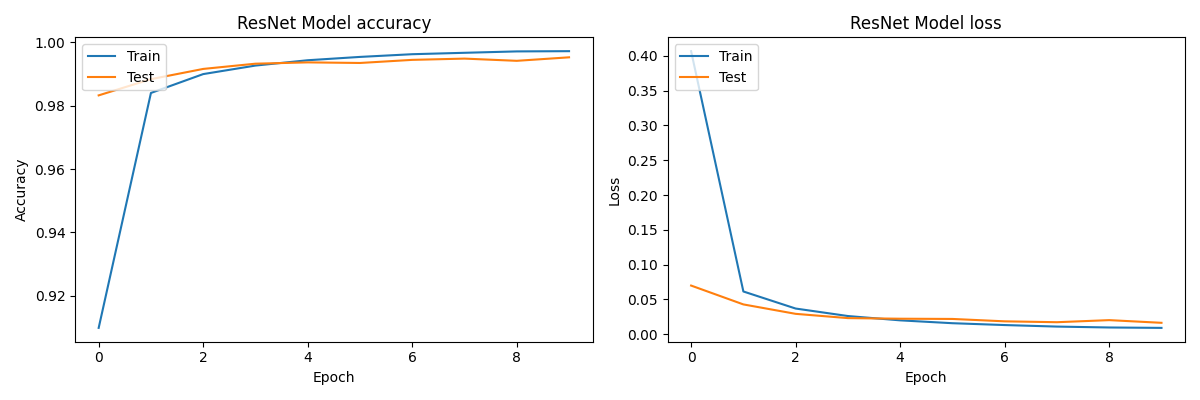 ResNet Model accuracy
Train
Test
1.00
0.98
0.96
0.94
0.92
Accuracy
0 2 4 6 8
Epoch
ResNet Model loss
Train
Test
0.40
0.35
0.30
0.25
0.20
0.15
0.10
0.05
0.00
Loss
0 2 4 6 8
Epoch